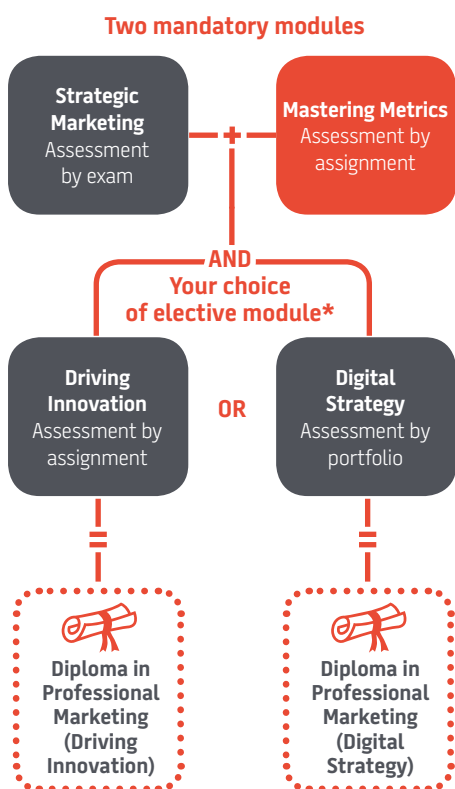 Two mandatory modules
Strategic
Marketing
Assessment
by exam
+
Mastering Metrics
Assessment by
assignment
AND
Your choice
of elective module*
Driving
Innovation
Assessment by
assignment
OR
Digital
Strategy
Assessment by
portfolio
=
=
Diploma in
Professional
Marketing
(Driving
Innovation)
Diploma in
Professional
Marketing
(Digital
Strategy)